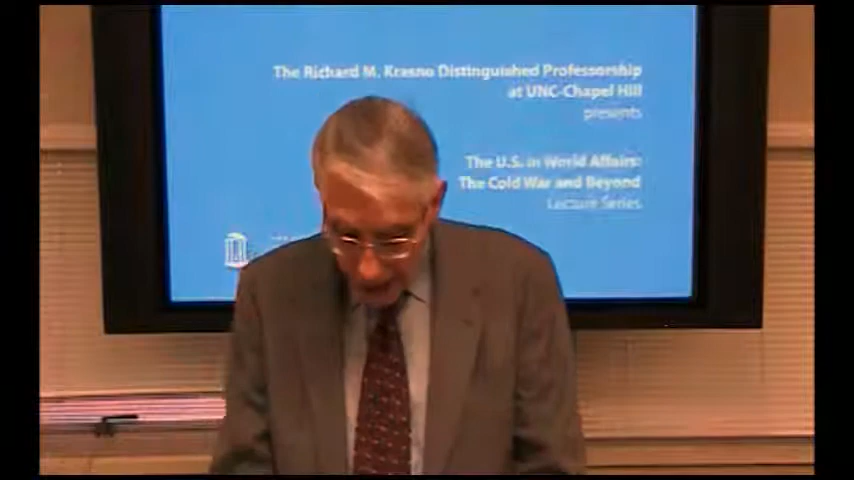 The Richard M. Krasno Distinguished Professorship
at UNC-Chapel Hill
presents
The U.S. in World Affairs:
The Cold War and Beyond
Lecture Series